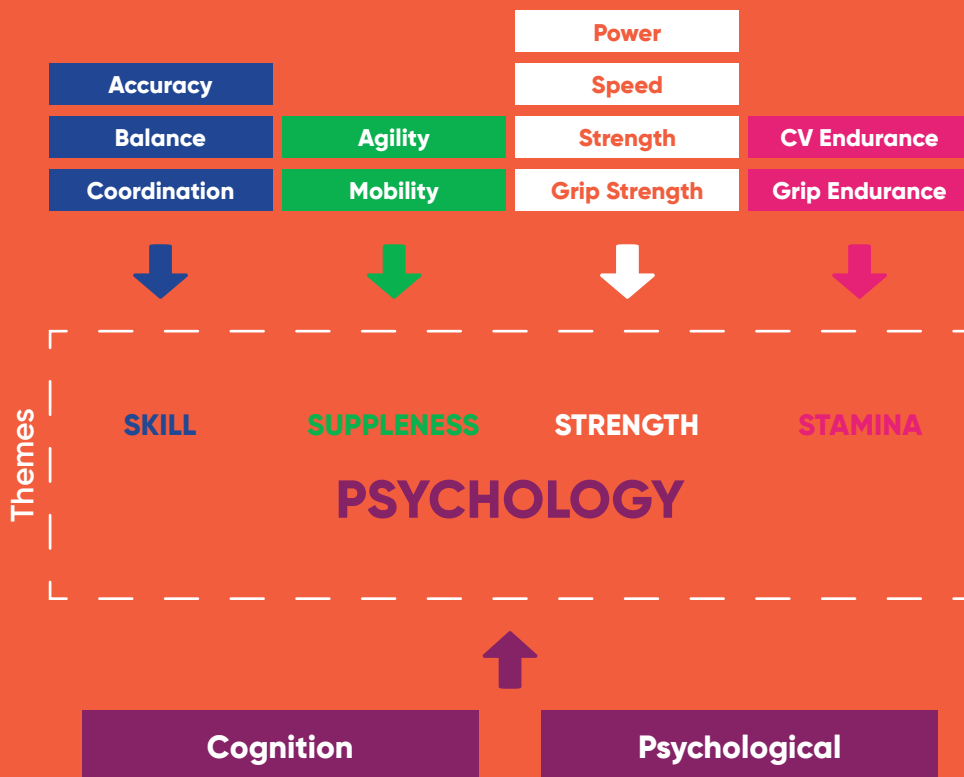 Power
Accuracy Speed
Balance Agility Strength CV Endurance
Coordination Mobility Grip Strength Grip Endurance
Themes
SKILL SUPPLENESS STRENGTH STAMINA
PSYCHOLOGY
Cognition Psychological